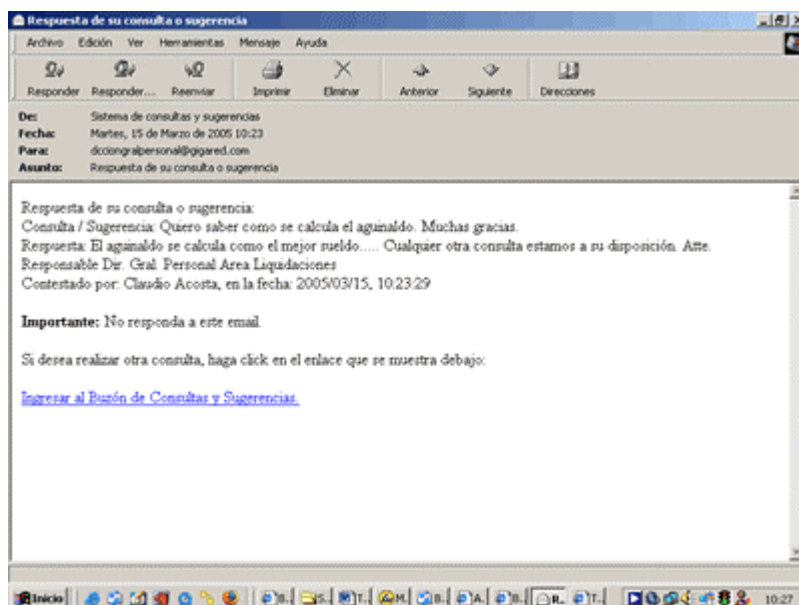 Respuesta de su consulta o sugerencia
Archivo Edición Ver Herramientas Mensaje Ayuda
Responder Responder... Reenviar Imprimir Eliminar Anterior Siguiente Direcciones
De: Sistema de consultas y sugerencias
Fecha: Martes, 15 de Marzo de 2005 10:23
Para: dcciongralpersonal@gigared.com
Asunto: Respuesta de su consulta o sugerencia
Respuesta de su consulta o sugerencia:
Consulta / Sugerencia: Quiero saber como se calcula el aguinaldo. Muchas gracias.
Respuesta: El aguinaldo se calcula como el mejor sueldo..... Cualquier otra consulta estamos a su disposición. Atte.
Responsable Dir. Gral. Personal Area Liquidaciones
Contestado por: Claudio Acosta, en la fecha: 2005/03/15, 10:23:29
Importante: No responda a este email.
Si desea realizar otra consulta, haga click en el enlace que se muestra debajo:
Ingresar al Buzón de Consultas y Sugerencias.
Inicio 10:27